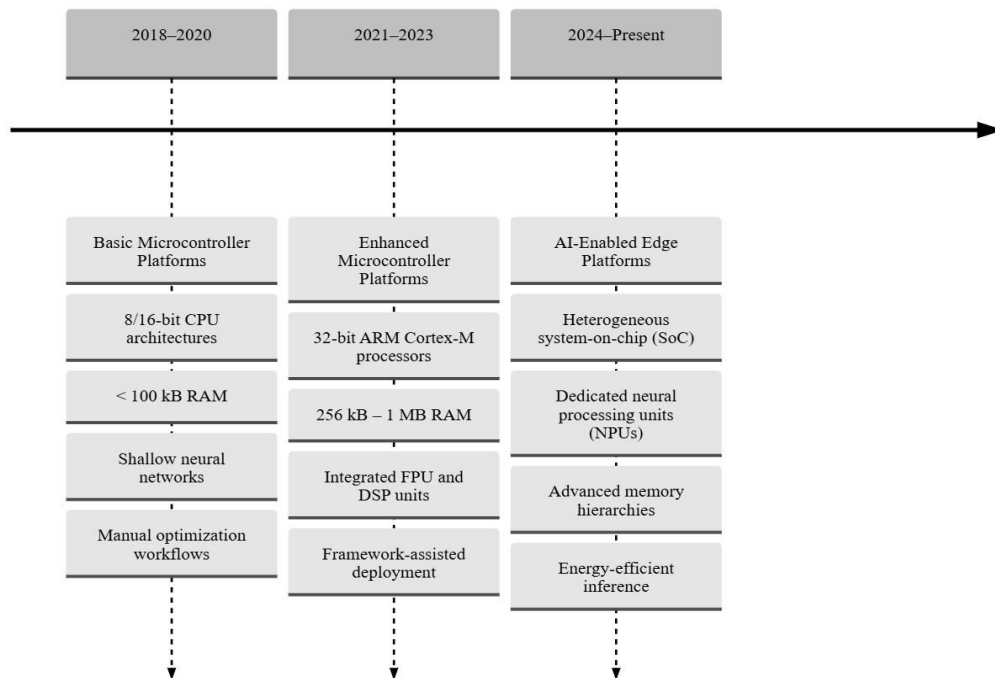 2018–2020
2021–2023
2024–Present
Basic Microcontroller
Platforms
8/16-bit CPU
architectures
< 100 kB RAM
Shallow neural
networks
Manual optimization
workflows
Enhanced
Microcontroller
Platforms
32-bit ARM Cortex-M
processors
256 kB – 1 MB RAM
Integrated FPU and
DSP units
Framework-assisted
deployment
AI-Enabled Edge
Platforms
Heterogeneous
system-on-chip (SoC)
Dedicated neural
processing units
(NPUs)
Advanced memory
hierarchies
Energy-efficient
inference